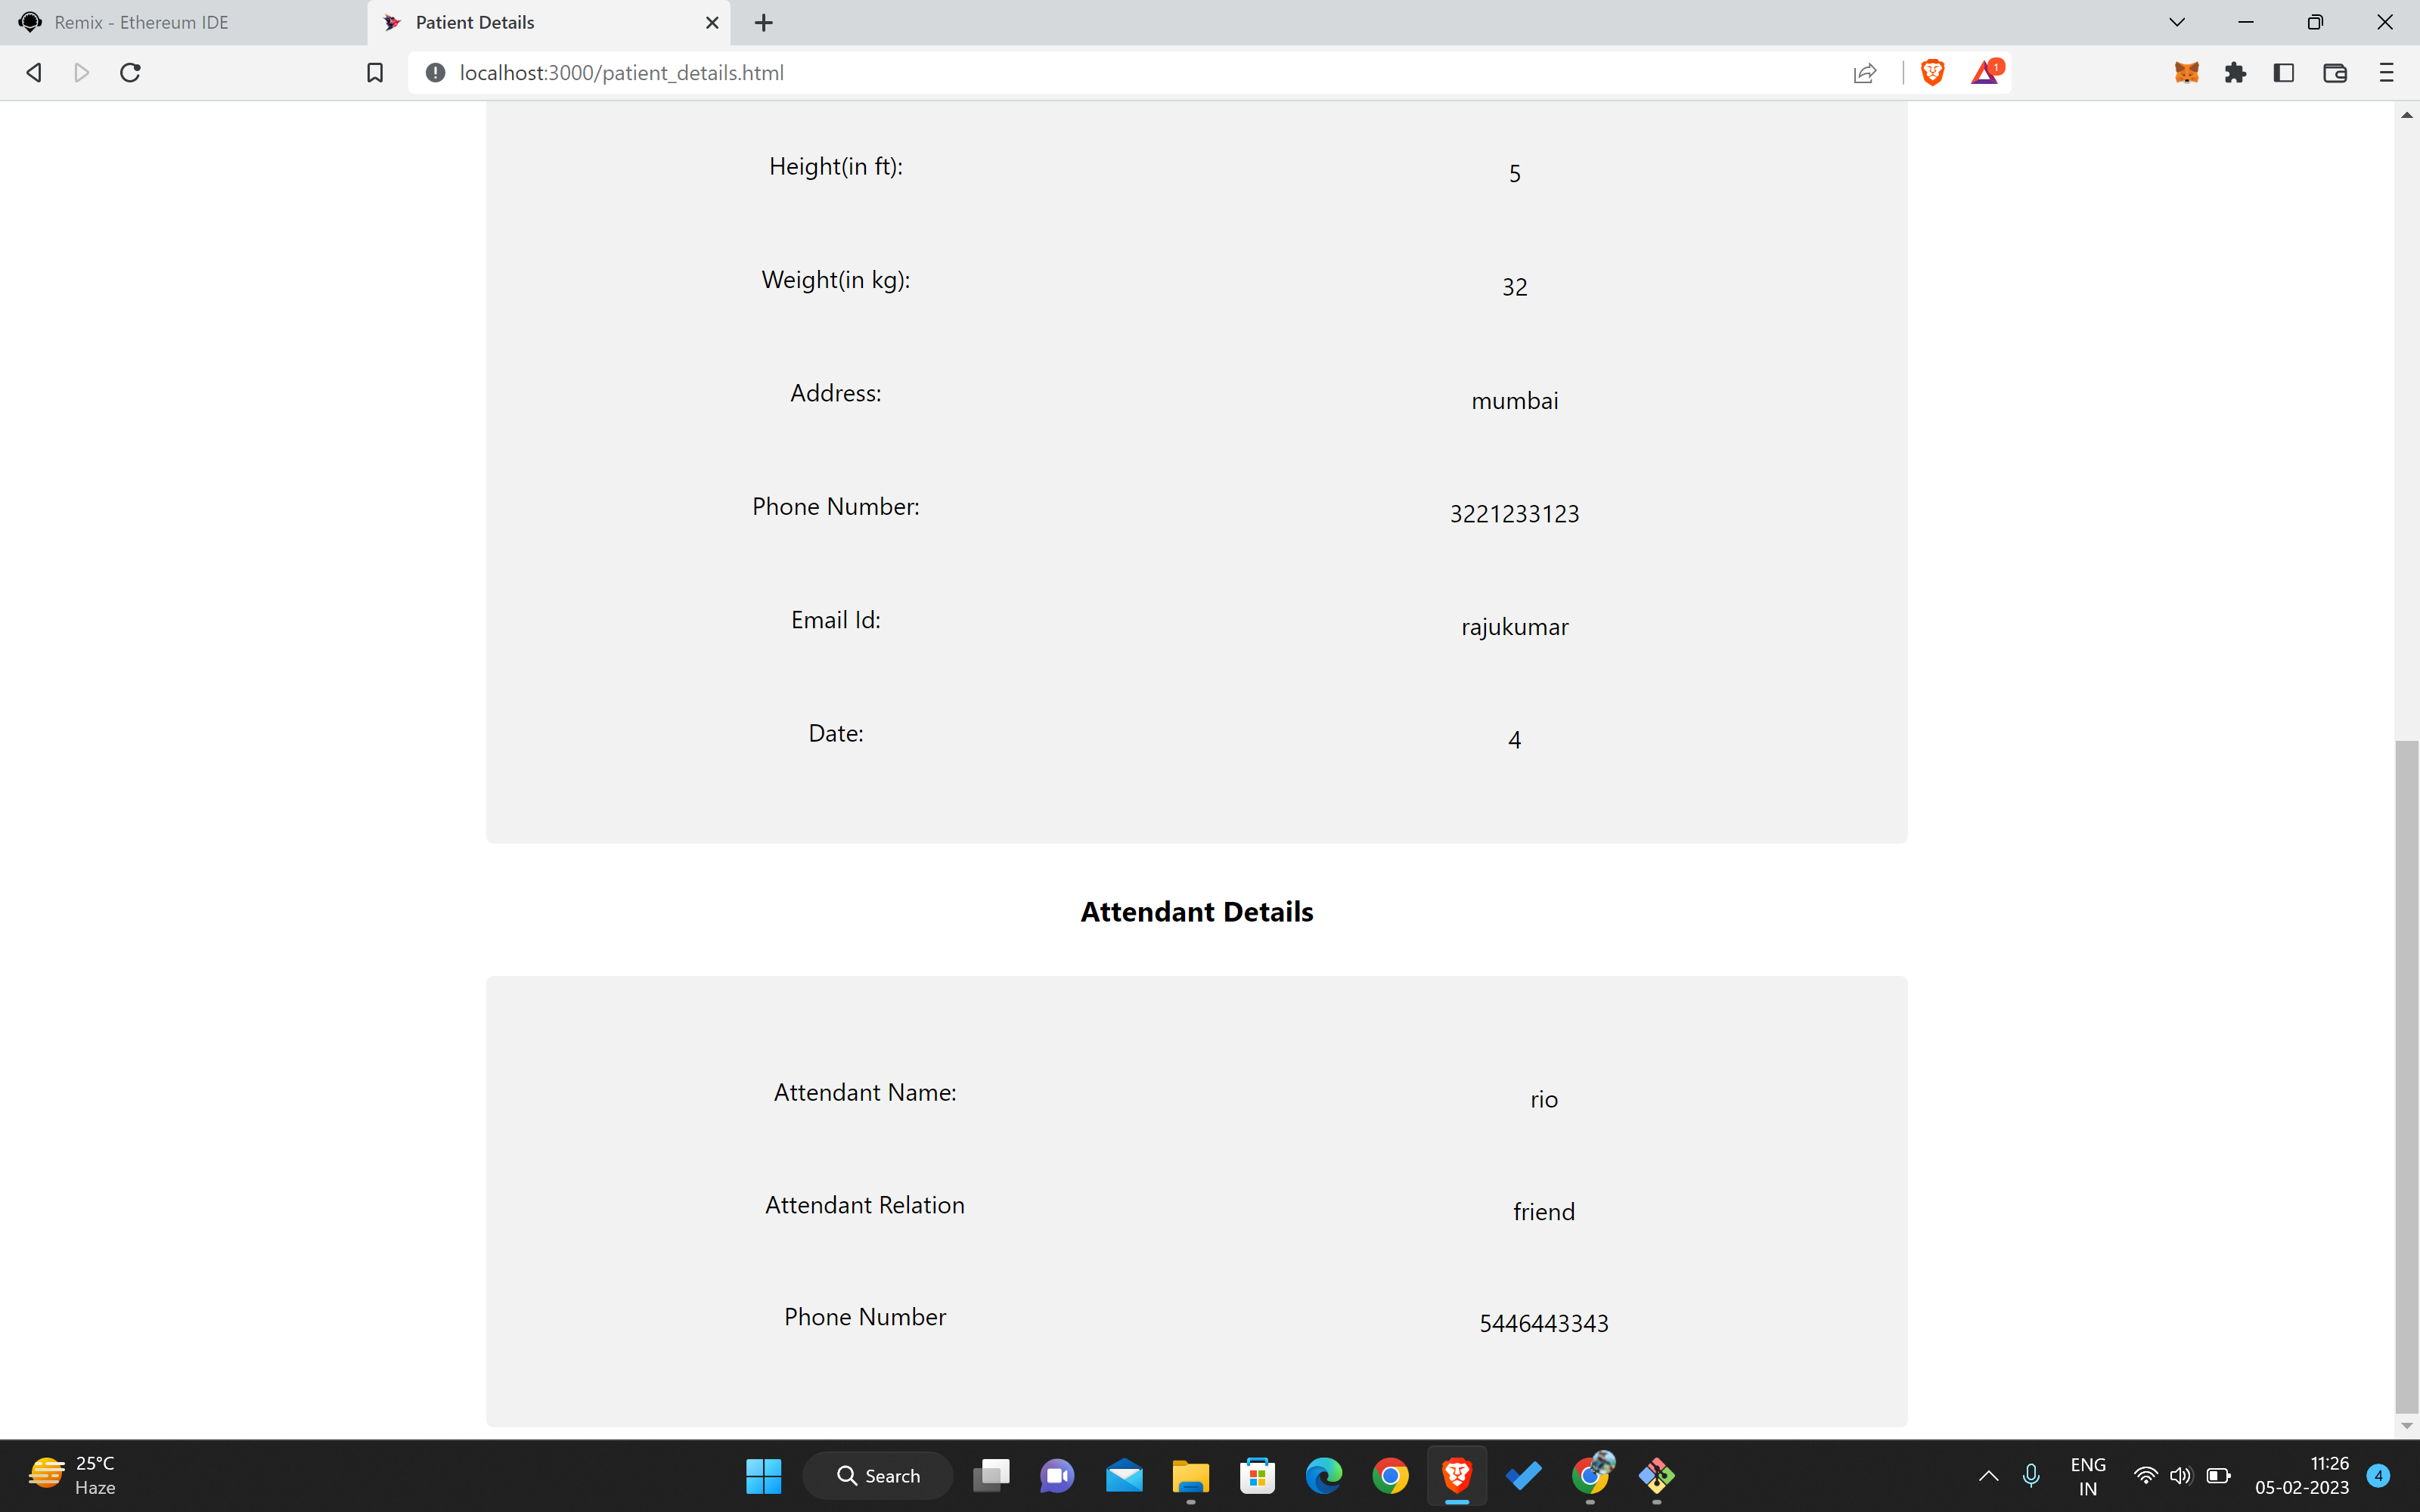 Remix - Ethereum IDE
Patient Details
localhost:3000/patient_details.html
1
Height(in ft): 5
Weight(in kg): 32
Address: mumbai
Phone Number: 3221233123
Email Id: rajukumar
Date: 4
Attendant Details
Attendant Name: rio
Attendant Relation friend
Phone Number 5446443343
25°C
Haze
Search
ENG
IN
11:26
05-02-2023
4